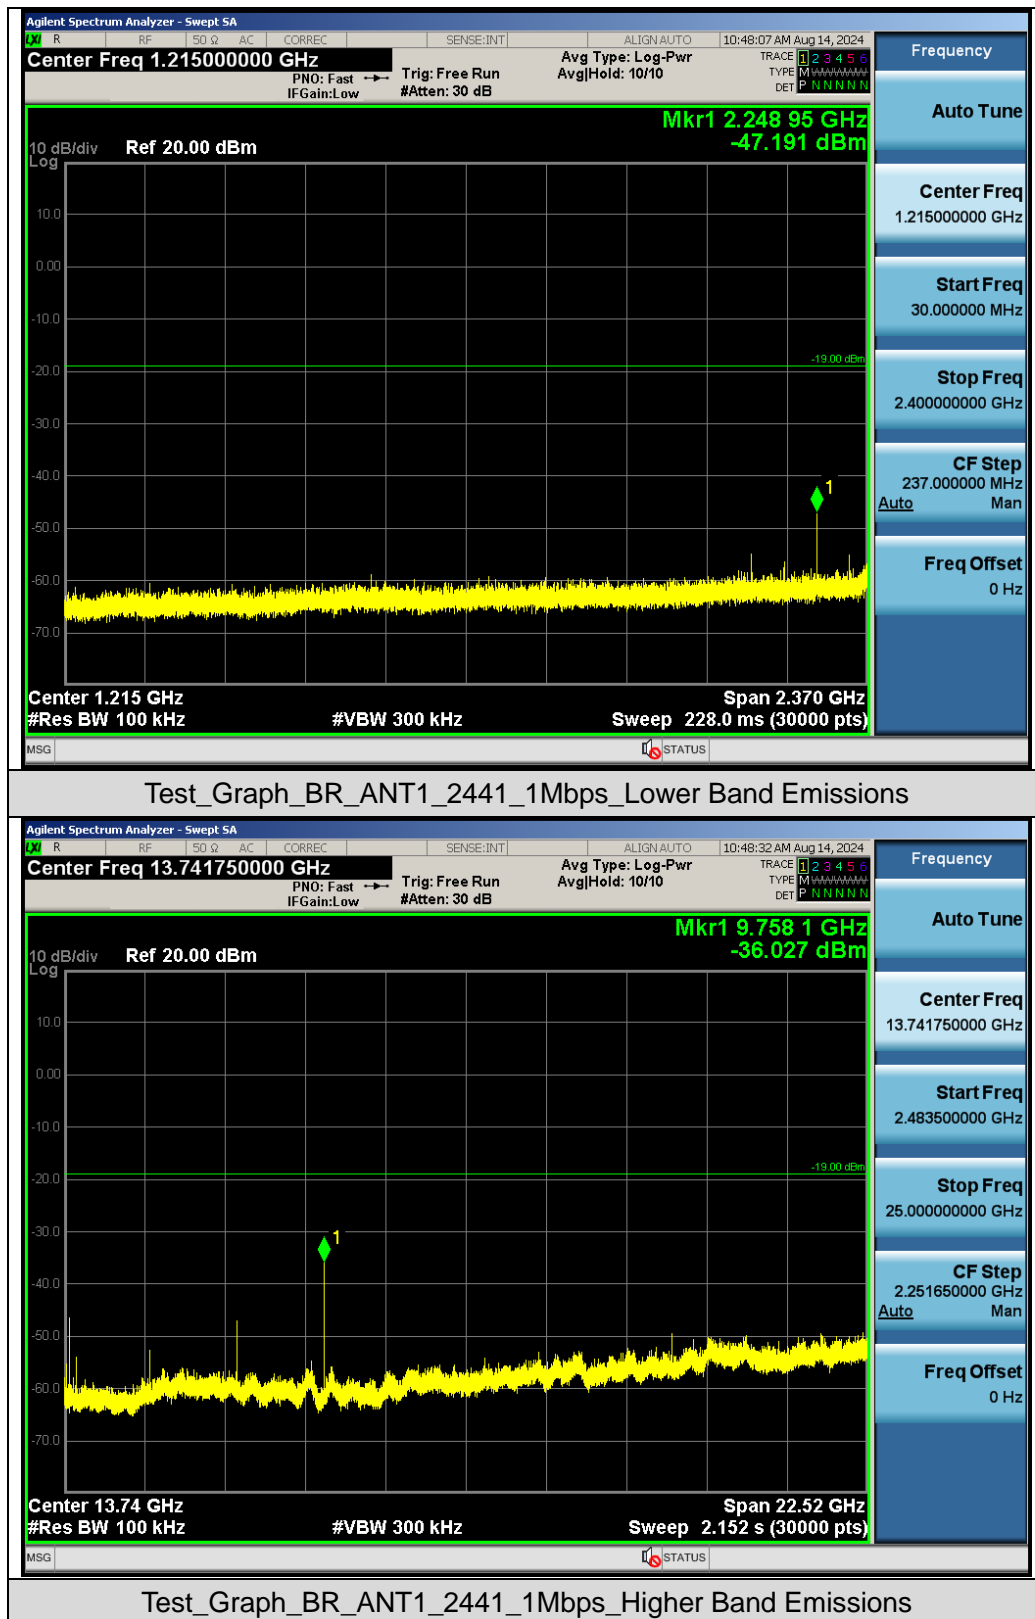 Agilent Spectrum Analyzer - Swept SA
LXI R RF 50 Ω AC CORREC SENSE:INT ALIGN AUTO 10:48:07 AM Aug 14, 2024
Center Freq 1.215000000 GHz
PNO: Fast
IFGain:Low
Trig: Free Run
#Atten: 30 dB
Avg Type: Log-Pwr
Avg|Hold: 10/10
TRACE 1 2 3 4 5 6
TYPE M
DET P N N N N N
Mkr1 2.248 95 GHz
-47.191 dBm
10 dB/div Ref 20.00 dBm
Log
10.0
0.00
-10.0
-19.00 dBm
-20.0
-30.0
-40.0
1
-50.0
-60.0
-70.0
Center 1.215 GHz Span 2.370 GHz
#Res BW 100 kHz #VBW 300 kHz Sweep 228.0 ms (30000 pts)
MSG STATUS
Frequency
Auto Tune
Center Freq
1.215000000 GHz
Start Freq
30.000000 MHz
Stop Freq
2.400000000 GHz
CF Step
237.000000 MHz
Auto Man
Freq Offset
0 Hz
Test_Graph_BR_ANT1_2441_1Mbps_Lower Band Emissions
Agilent Spectrum Analyzer - Swept SA
LXI R RF 50 Ω AC CORREC SENSE:INT ALIGN AUTO 10:48:32 AM Aug 14, 2024
Center Freq 13.741750000 GHz
PNO: Fast
IFGain:Low
Trig: Free Run
#Atten: 30 dB
Avg Type: Log-Pwr
Avg|Hold: 10/10
TRACE 1 2 3 4 5 6
TYPE M
DET P N N N N N
Mkr1 9.758 1 GHz
-36.027 dBm
10 dB/div Ref 20.00 dBm
Log
10.0
0.00
-10.0
-19.00 dBm
-20.0
-30.0
1
-40.0
-50.0
-60.0
-70.0
Center 13.74 GHz Span 22.52 GHz
#Res BW 100 kHz #VBW 300 kHz Sweep 2.152 s (30000 pts)
MSG STATUS
Frequency
Auto Tune
Center Freq
13.741750000 GHz
Start Freq
2.483500000 GHz
Stop Freq
25.000000000 GHz
CF Step
2.251650000 GHz
Auto Man
Freq Offset
0 Hz
Test_Graph_BR_ANT1_2441_1Mbps_Higher Band Emissions